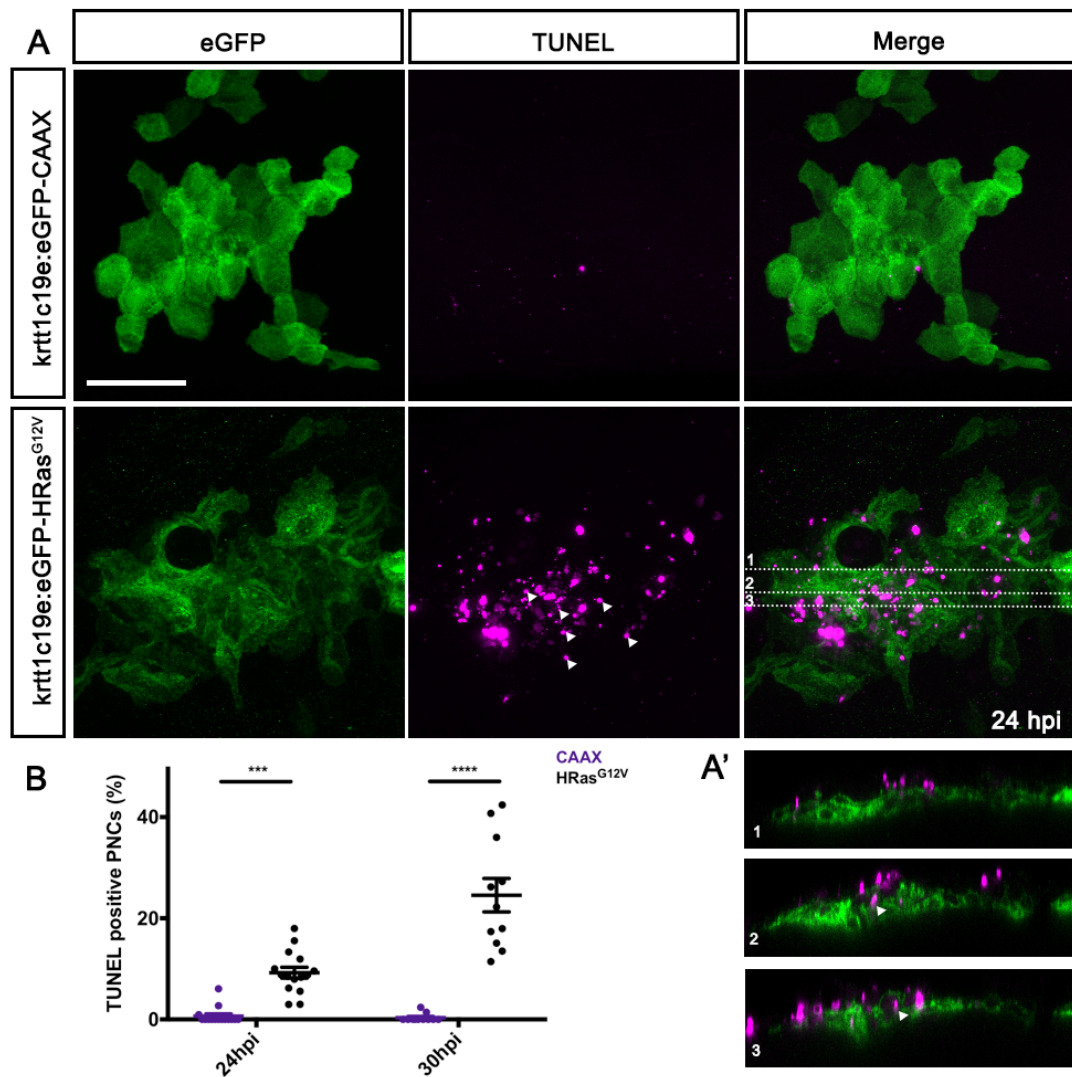 A
eGFP
TUNEL
Merge
krtt1c19e:eGFP-CAAX
krtt1c19e:eGFP-HRasG12V
1
2
3
24 hpi
B
CAAX
HRasG12V
***
****
TUNEL positive PNCs (%)
40
20
0
24hpi
30hpi
A'
1
2
3